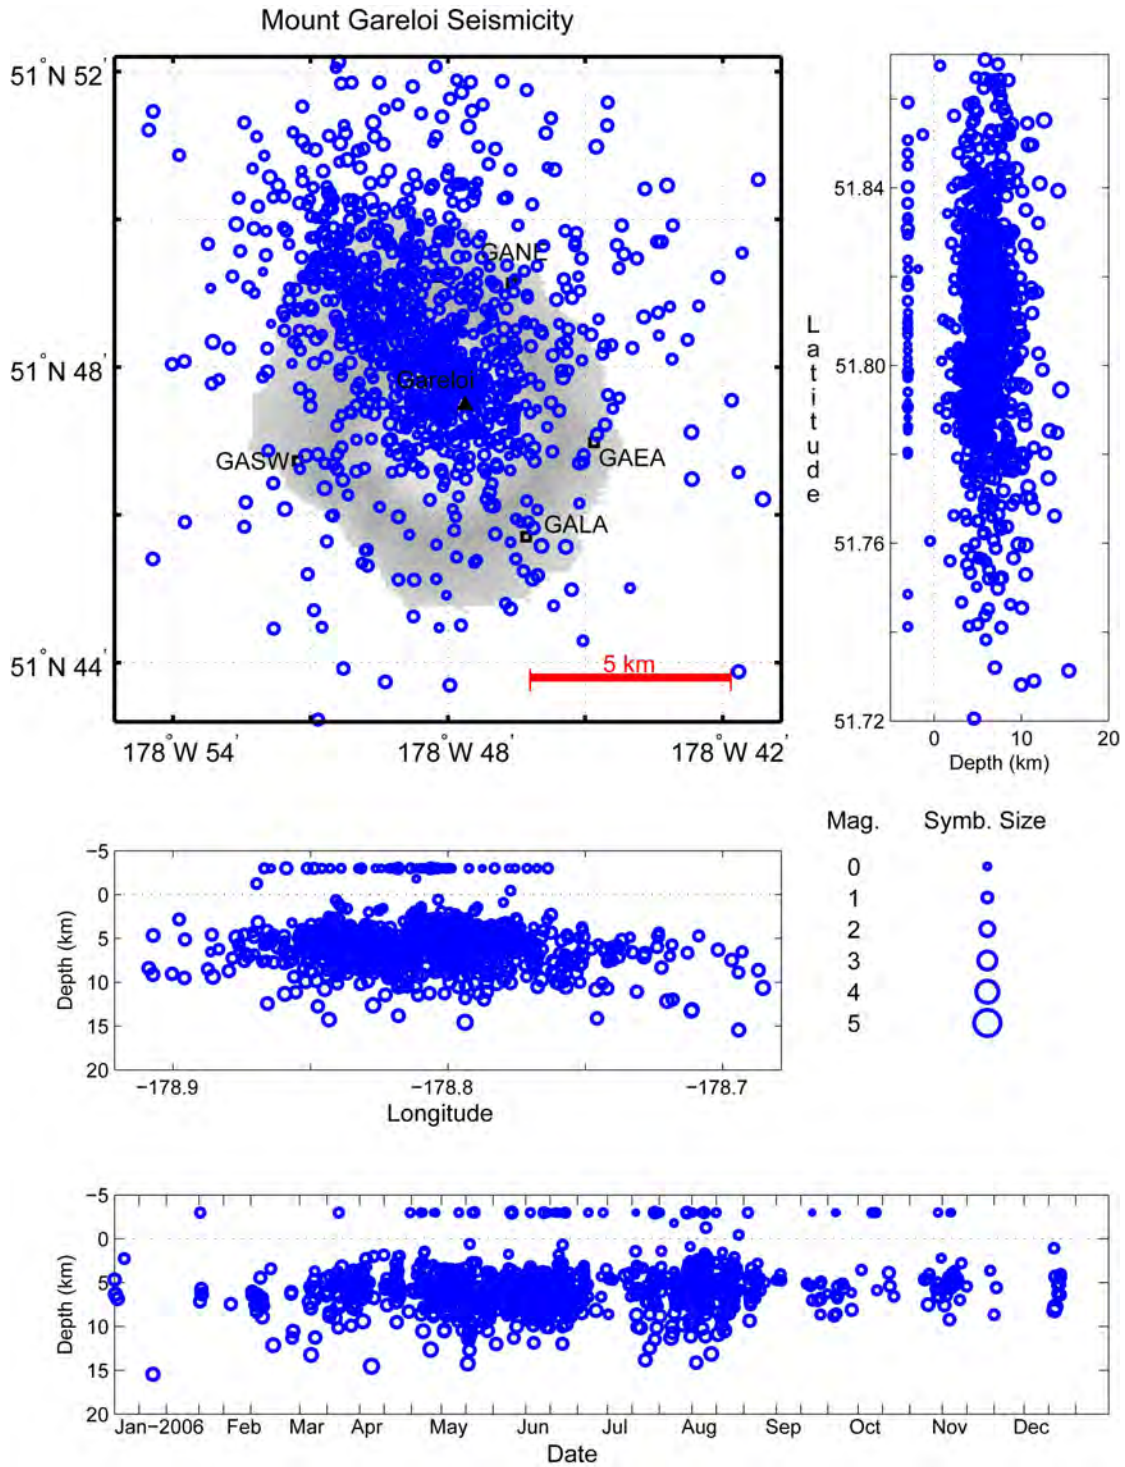 Mount Gareloi Seismicity
51°N 52'
51°N 48'
51°N 44'
178°W 54'
178°W 48'
178°W 42'
GANE
Gareloi
GASW
GAEA
GALA
5 km
51.84
51.80
51.76
51.72
Latitude
0
10
20
Depth (km)
Mag.
Symb. Size
0
1
2
3
4
5
−5
0
5
10
15
20
Depth (km)
−178.9
−178.8
−178.7
Longitude
−5
0
5
10
15
20
Depth (km)
Jan−2006
Feb
Mar
Apr
May
Jun
Jul
Aug
Sep
Oct
Nov
Dec
Date